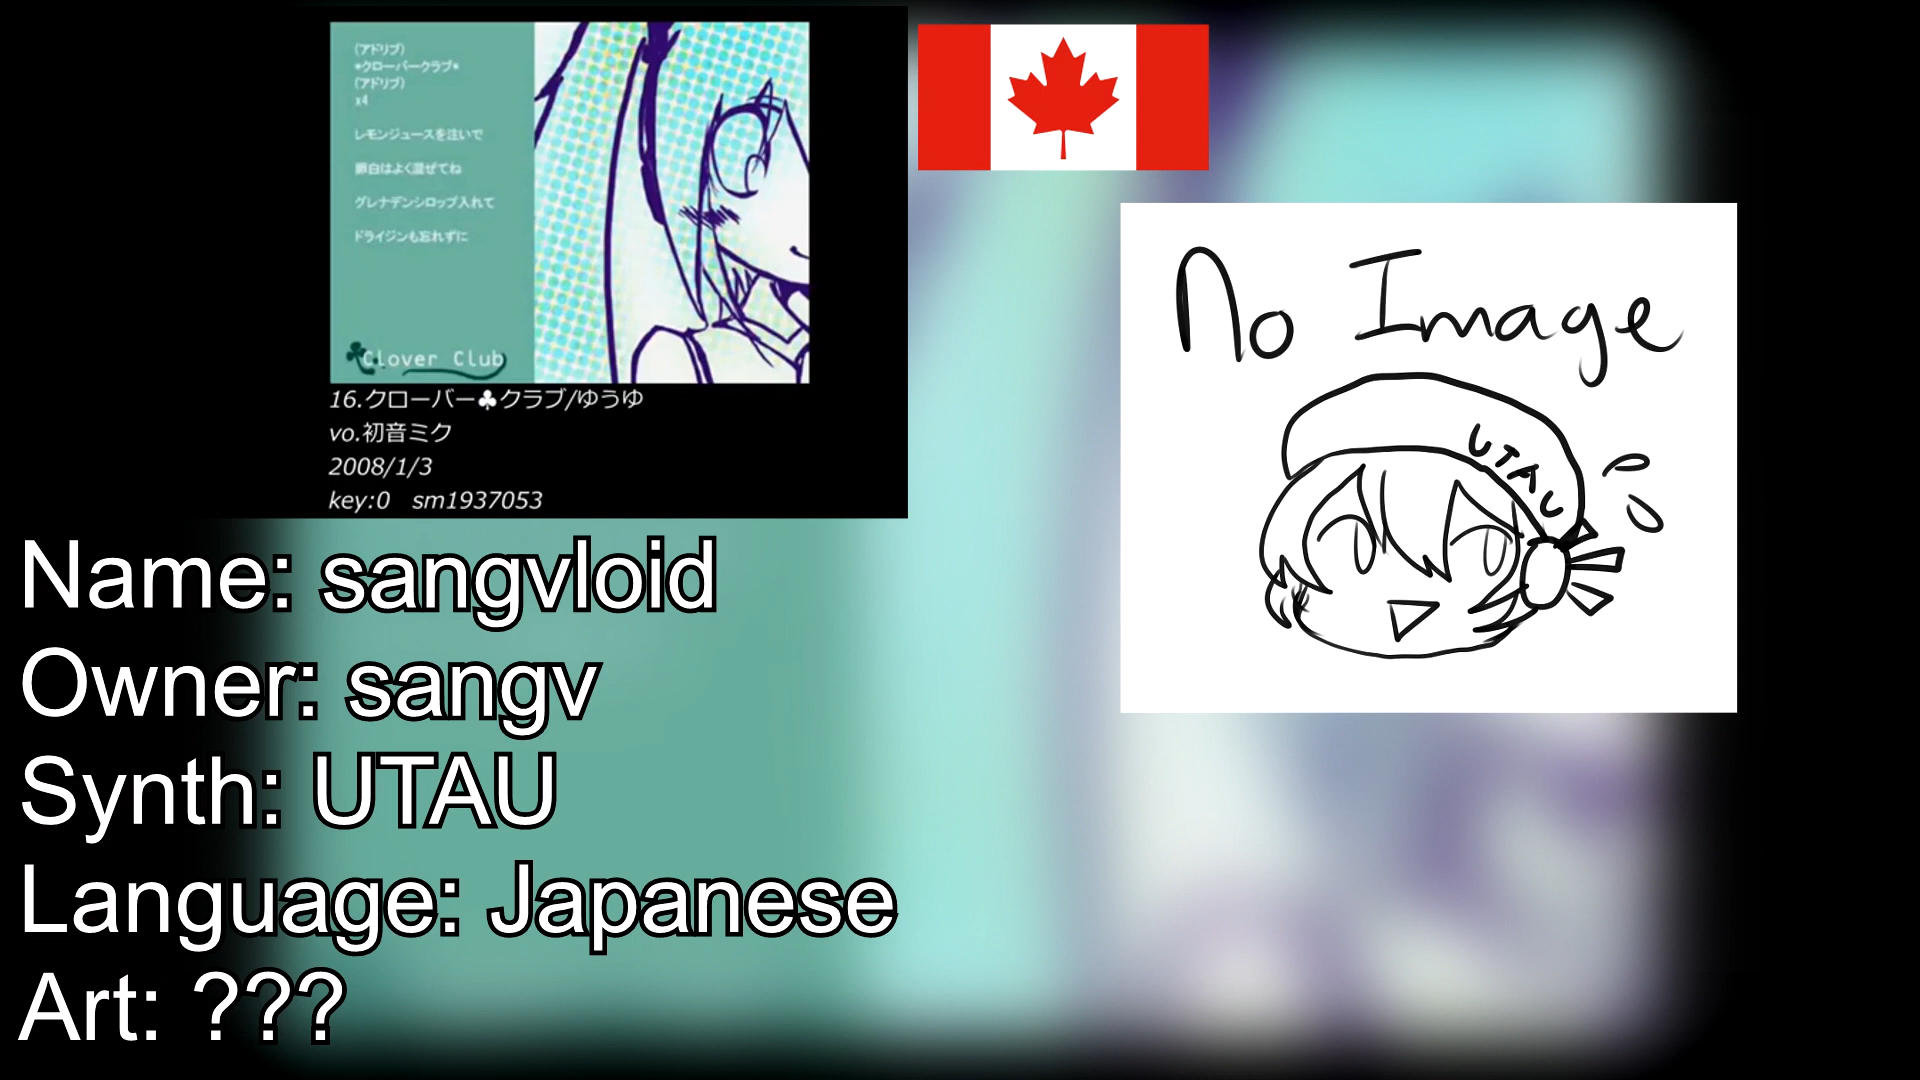 (アドリブ)
*クローバークラブ*
(アドリブ)
x4
レモンジュースを注いで
卵白はよく混ぜてね
グレナデンシロップ入れて
ドライジンも忘れずに
Clover Club
16.クローバー♣クラブ/ゆうゆ
vo.初音ミク
2008/1/3
key:0 sm1937053
No Image
UTAU
Name: sangvloid
Owner: sangv
Synth: UTAU
Language: Japanese
Art: ???